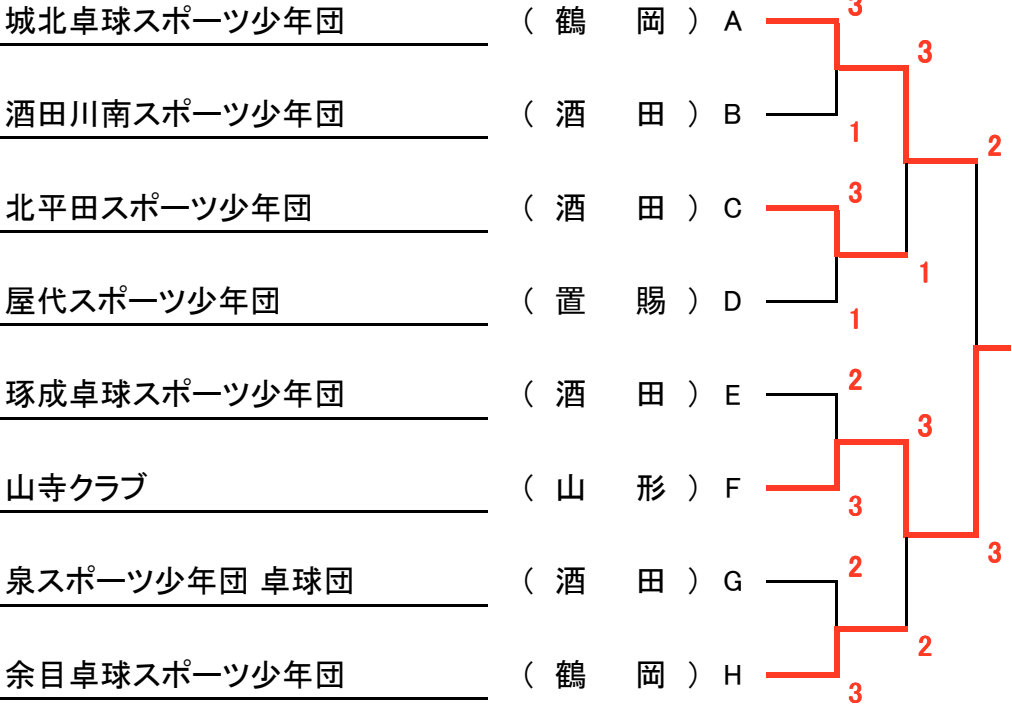 城北卓球スポーツ少年団 ( 鶴 岡 ) A 3
3
酒田川南スポーツ少年団 ( 酒 田 ) B 1
2
北平田スポーツ少年団 ( 酒 田 ) C 3
1
屋代スポーツ少年団 ( 置 賜 ) D 1
琢成卓球スポーツ少年団 ( 酒 田 ) E 2
3
山寺クラブ ( 山 形 ) F 3
3
泉スポーツ少年団 卓球団 ( 酒 田 ) G 2
2
余目卓球スポーツ少年団 ( 鶴 岡 ) H 3